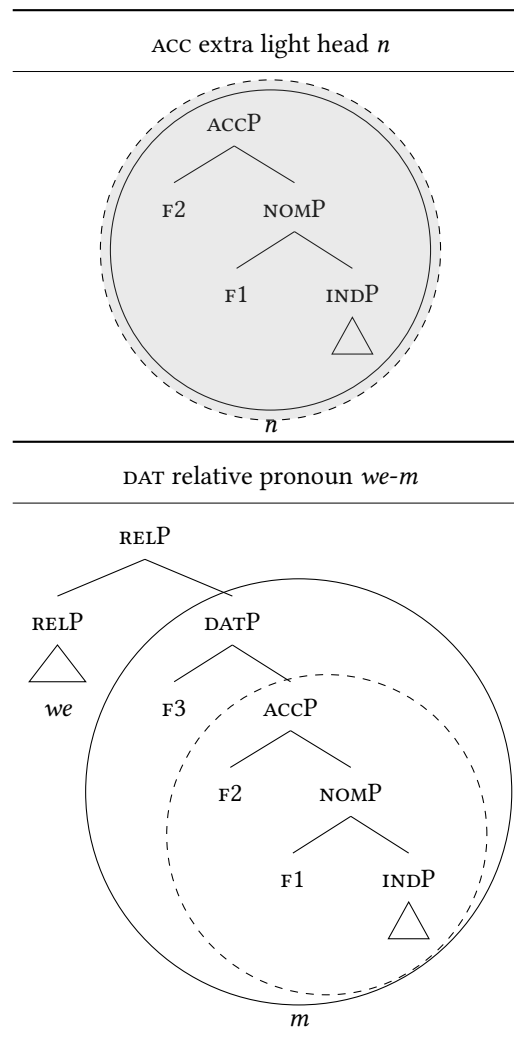 ACC extra light head n
ACCP
F2 NOMP
F1 INDP
n
DAT relative pronoun we-m
RELP
RELP DATP
we F3 ACCP
F2 NOMP
F1 INDP
m